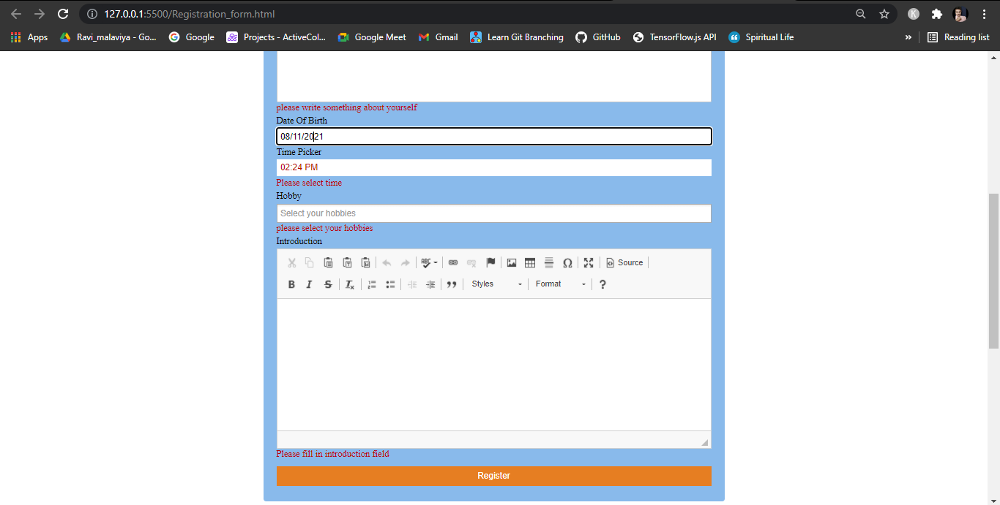 127.0.0.1:5500/Registration_form.html
K
Apps Ravi_malaviya - Go... Google Projects - ActiveCol... Google Meet Gmail Learn Git Branching GitHub TensorFlow.js API Spiritual Life » Reading list
please write something about yourself
Date Of Birth
08/11/2021
Time Picker
02:24 PM
Please select time
Hobby
Select your hobbies
please select your hobbies
Introduction
ABC Ω Source
B I S Ix ” Styles Format ?
Please fill in introduction field
Register